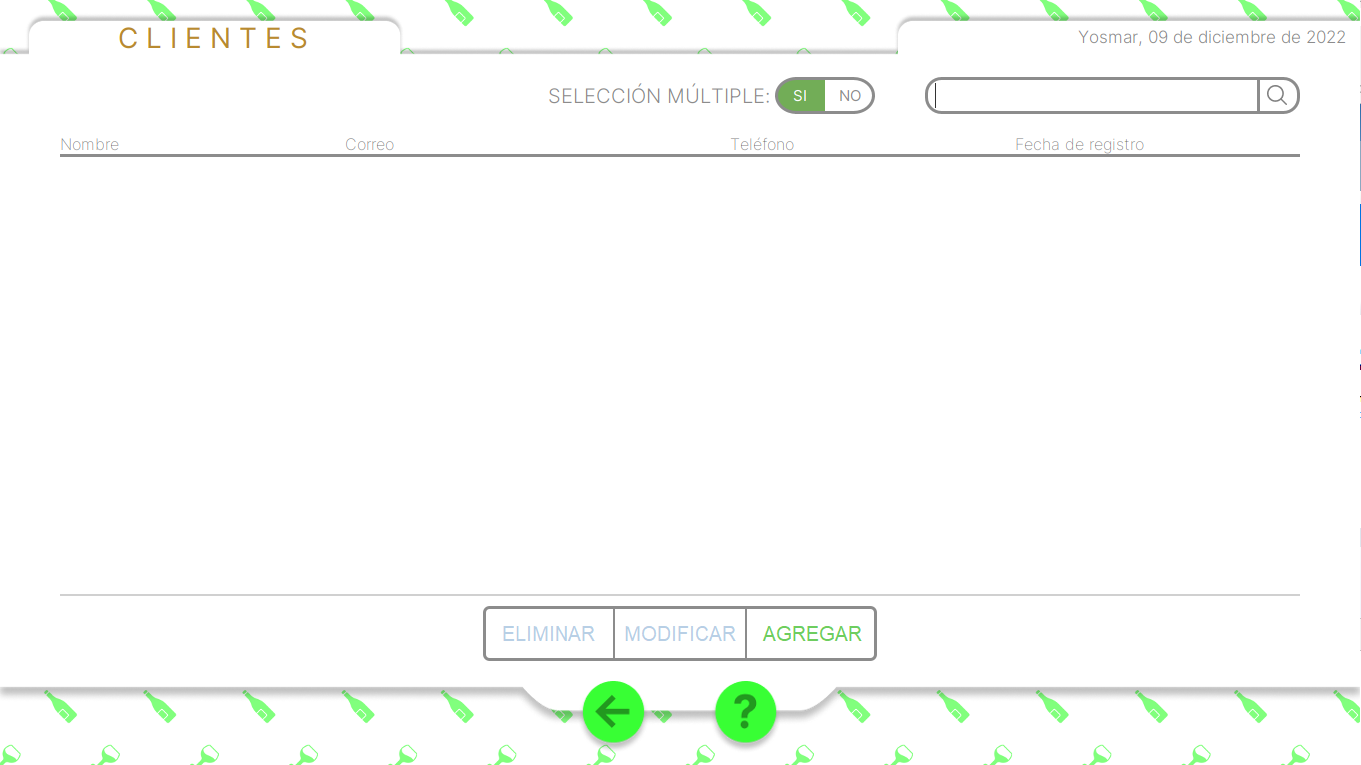 CLIENTES
Yosmar, 09 de diciembre de 2022
SELECCIÓN MÚLTIPLE: SI NO
Nombre Correo Teléfono Fecha de registro
ELIMINAR MODIFICAR AGREGAR
?